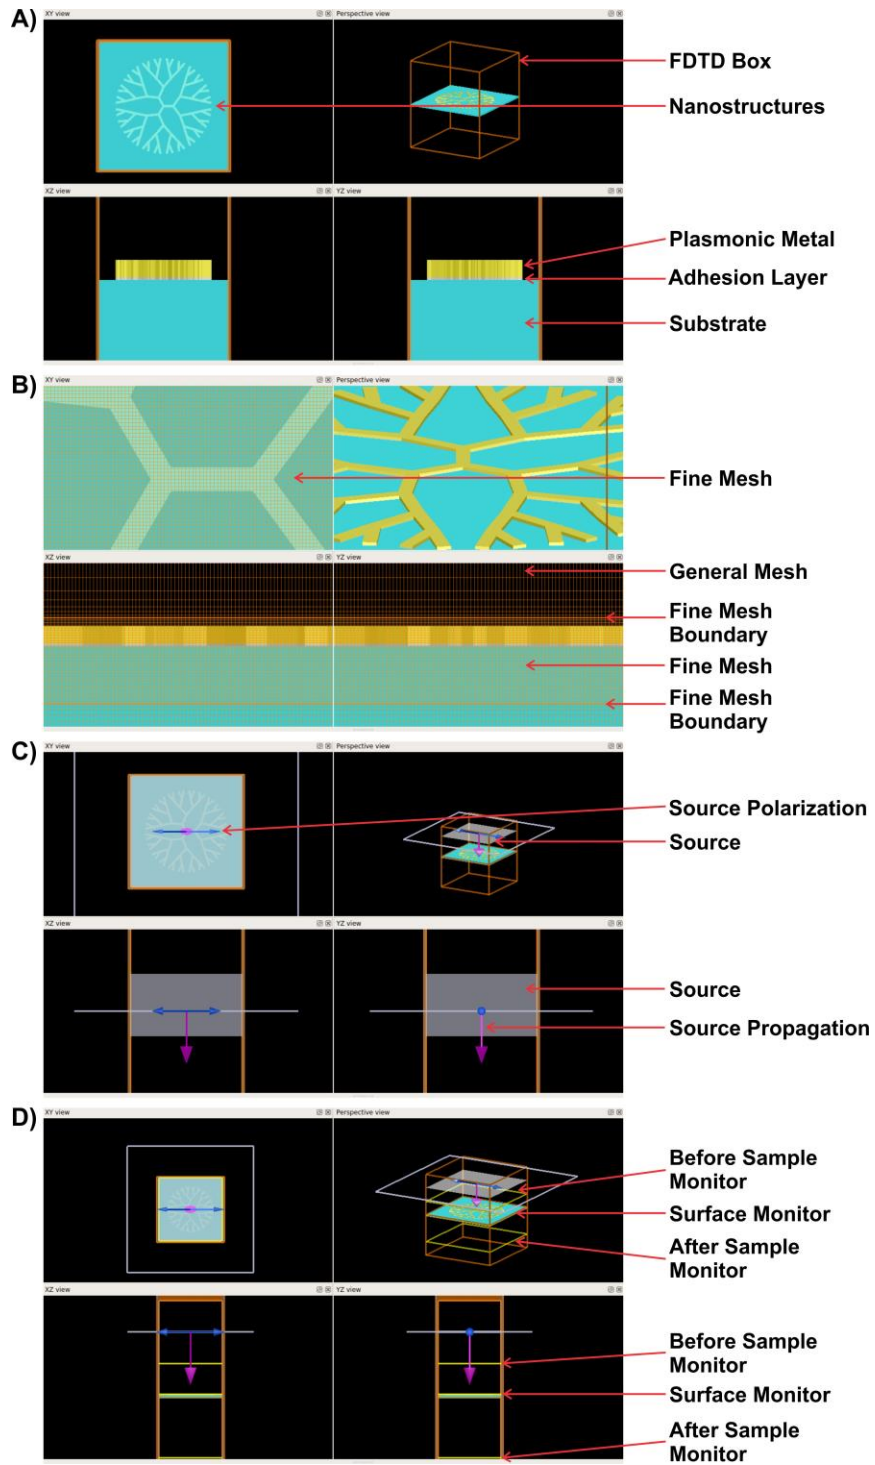 A)
XY view
Perspective view
FDTD Box
Nanostructures
XZ view
YZ view
Plasmonic Metal
Adhesion Layer
Substrate
B)
XY view
Perspective view
Fine Mesh
XZ view
YZ view
General Mesh
Fine Mesh
Boundary
Fine Mesh
Fine Mesh
Boundary
C)
XY view
Perspective view
Source Polarization
Source
XZ view
YZ view
Source
Source Propagation
D)
XY view
Perspective view
Before Sample
Monitor
Surface Monitor
After Sample
Monitor
XZ view
YZ view
Before Sample
Monitor
Surface Monitor
After Sample
Monitor